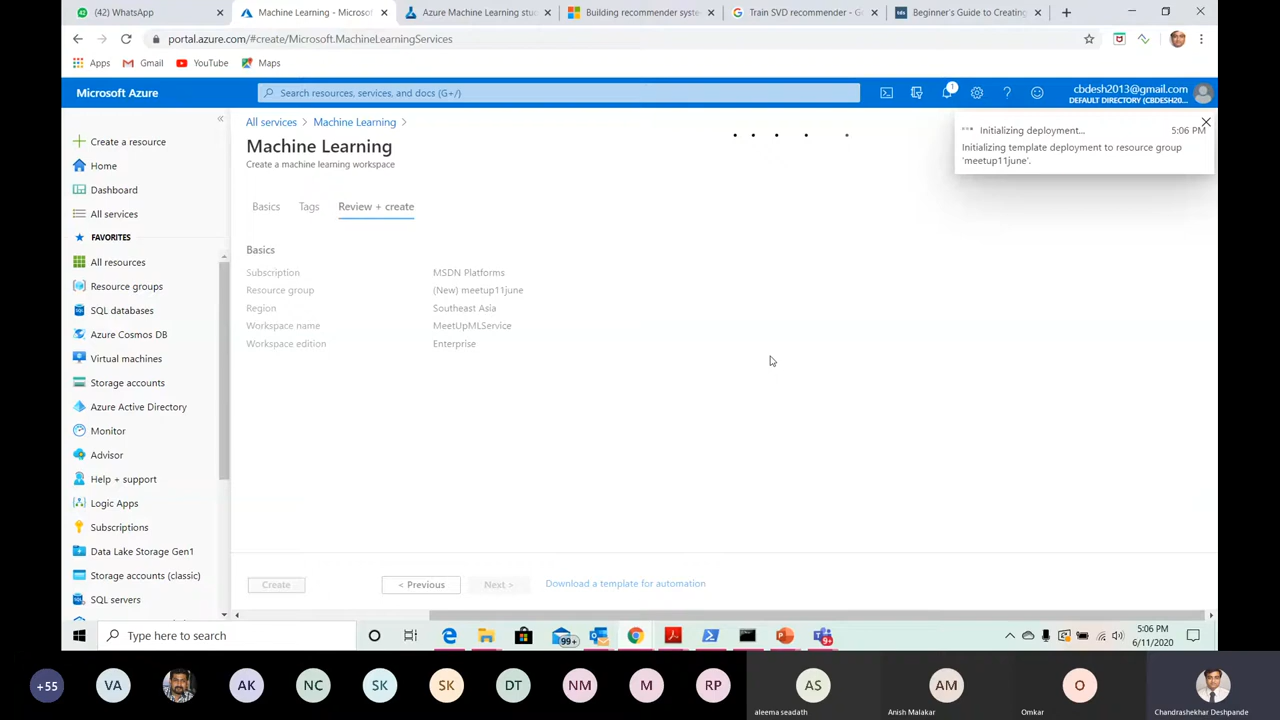 (42) WhatsApp
Machine Learning - Microsof
Azure Machine Learning stu
Building recommender syste
Train SVD recommender - Go
tds
Beginner's Guide to Creating
portal.azure.com/#create/Microsoft.MachineLearningServices
Apps
Gmail
YouTube
Maps
Microsoft Azure
Search resources, services, and docs (G+/)
1
cbdesh2013@gmail.com
DEFAULT DIRECTORY (CBDESH20...
Create a resource
Home
Dashboard
All services
FAVORITES
All resources
Resource groups
SQL databases
Azure Cosmos DB
Virtual machines
Storage accounts
Azure Active Directory
Monitor
Advisor
Help + support
Logic Apps
Subscriptions
Data Lake Storage Gen1
Storage accounts (classic)
SQL servers
All services > Machine Learning >
Machine Learning
Create a machine learning workspace
Basics Tags Review + create
Basics
Subscription MSDN Platforms
Resource group (New) meetup11june
Region Southeast Asia
Workspace name MeetUpMLService
Workspace edition Enterprise
Create
< Previous
Next >
Download a template for automation
Initializing deployment... 5:06 PM
Initializing template deployment to resource group
'meetup11june'.
Type here to search
99+
9+
5:06 PM
6/11/2020
+55
VA
AK
NC
SK
SK
DT
NM
M
RP
AS
aleema seadath
AM
Anish Malakar
O
Omkar
Chandrashekhar Deshpande